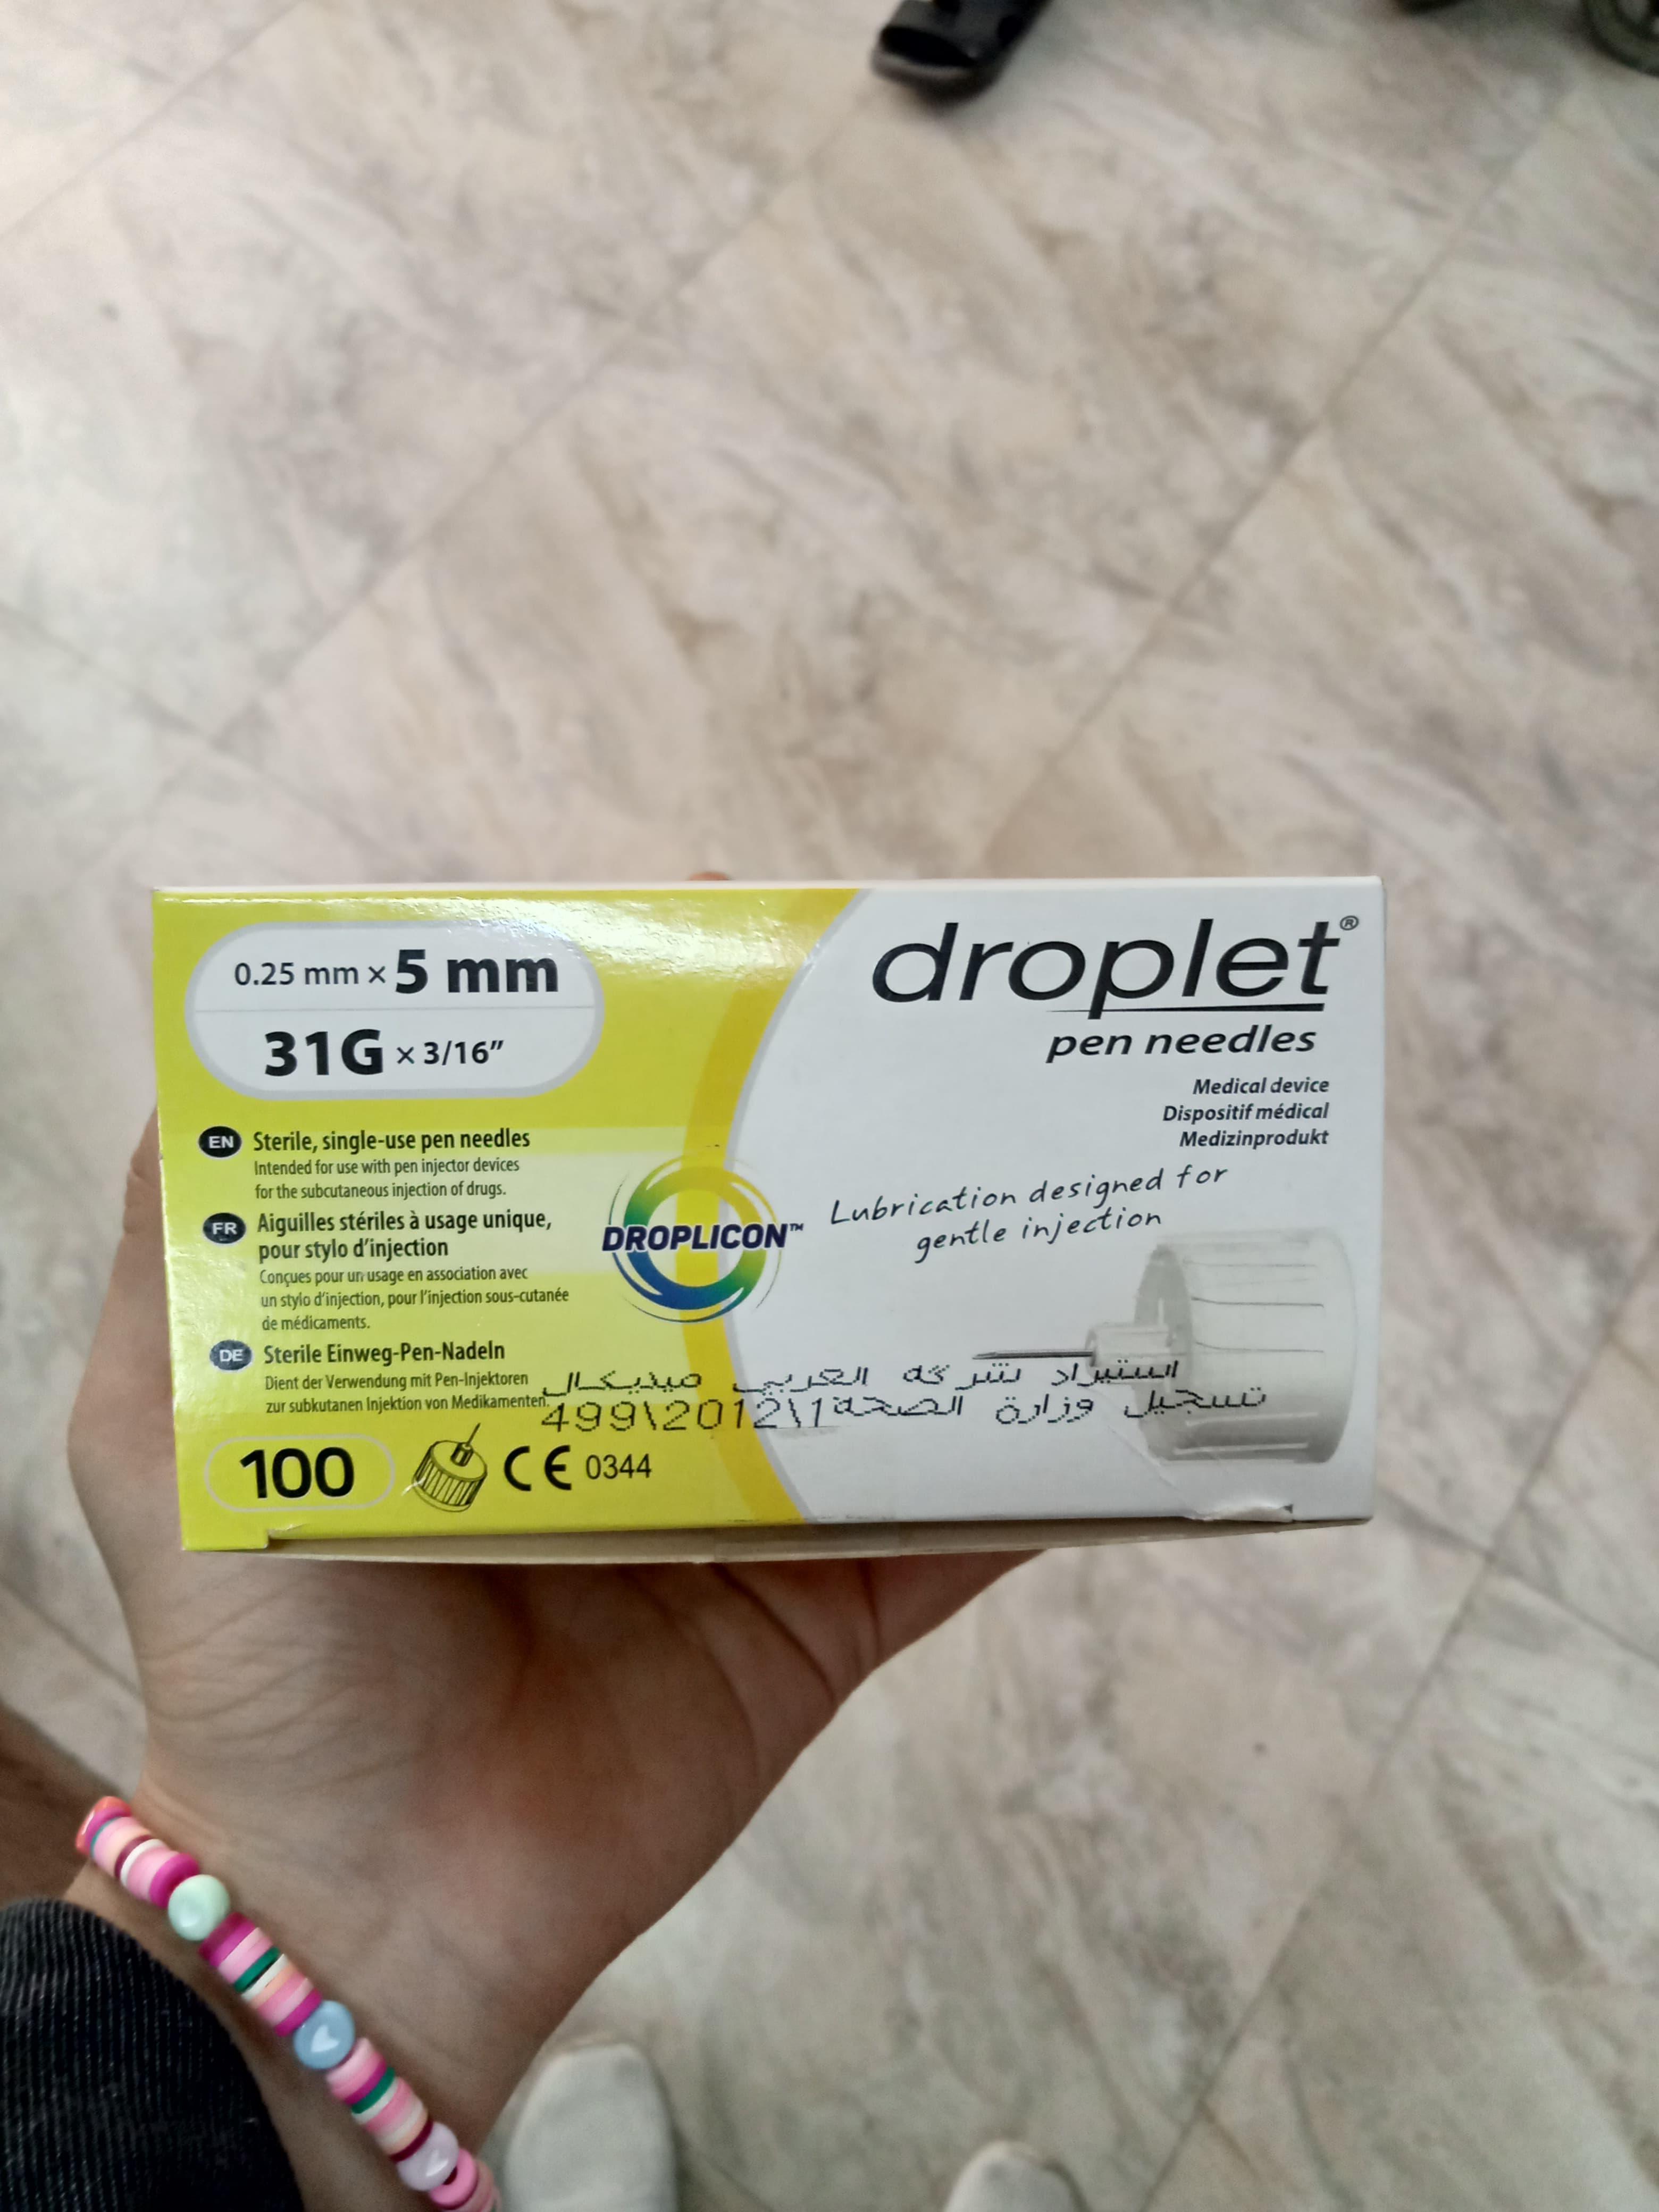 0.25 mm × 5 mm
31G × 3/16"
EN Sterile, single-use pen needles
Intended for use with pen injector devices
for the subcutaneous injection of drugs.
FR Aiguilles stériles à usage unique,
pour stylo d'injection
Conçues pour un usage en association avec
un stylo d'injection, pour l'injection sous-cutanée
de médicaments.
DE Sterile Einweg-Pen-Nadeln
Dient der Verwendung mit Pen-Injektoren
zur subkutanen Injektion von Medikamenten.
100
CE 0344
DROPLICON™
droplet®
pen needles
Medical device
Dispositif médical
Medizinprodukt
Lubrication designed for
gentle injection
استيراد شركة العربي ميديكال
تسجيل وزارة الصحة 1\2012\499